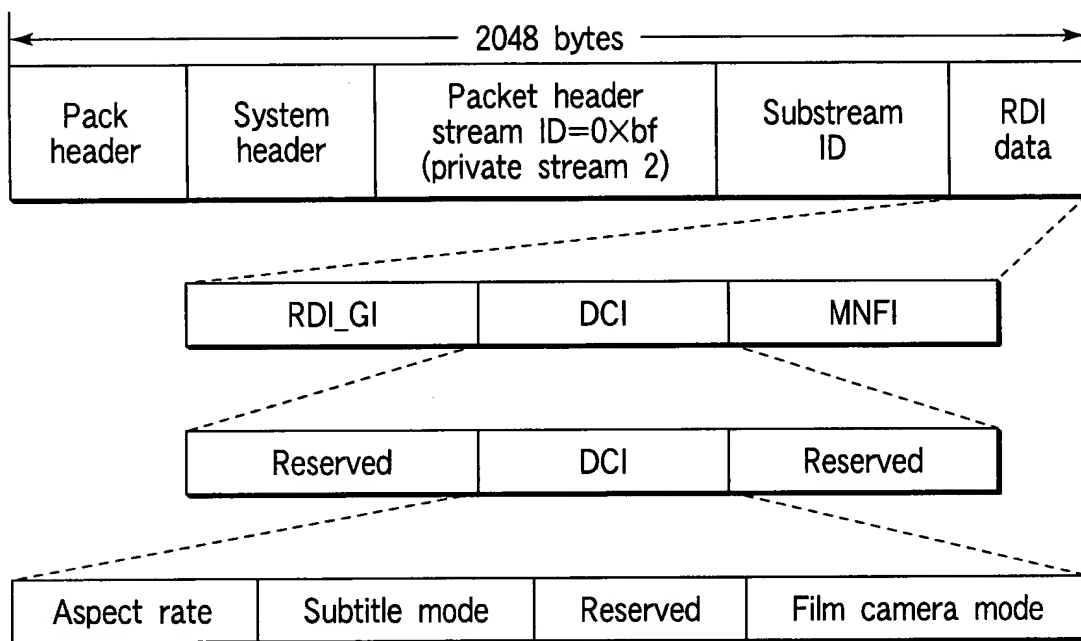 2048 bytes
Pack
header
System
header
Packet header
stream ID=0×bf
(private stream 2)
Substream
ID
RDI
data
RDI_GI
DCI
MNFI
Reserved
DCI
Reserved
Aspect rate
Subtitle mode
Reserved
Film camera mode